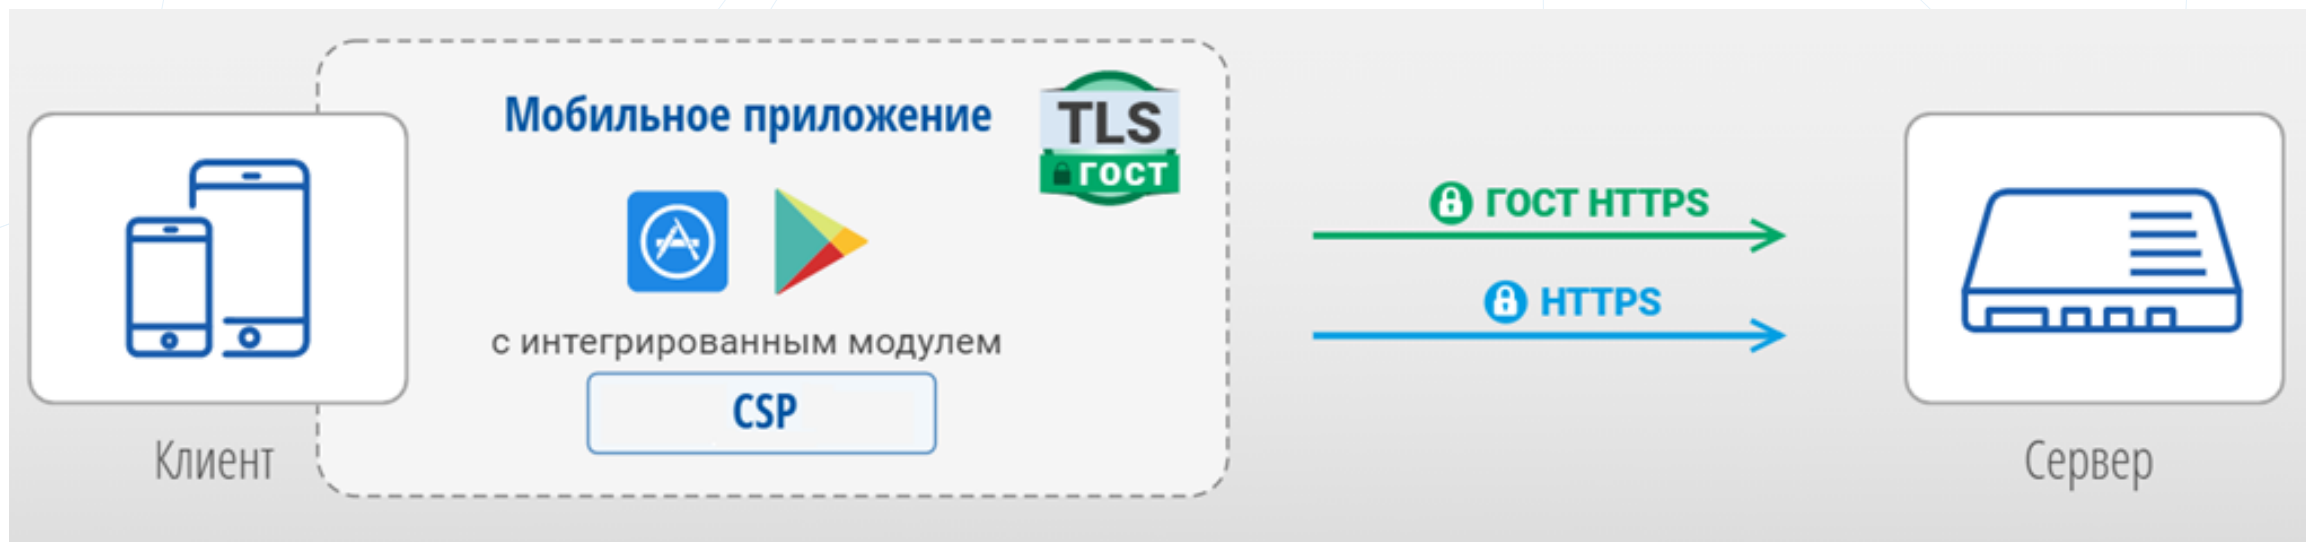 Мобильное приложение
TLS
ГОСТ
с интегрированным модулем
CSP
Клиент
ГОСТ HTTPS
HTTPS
Сервер